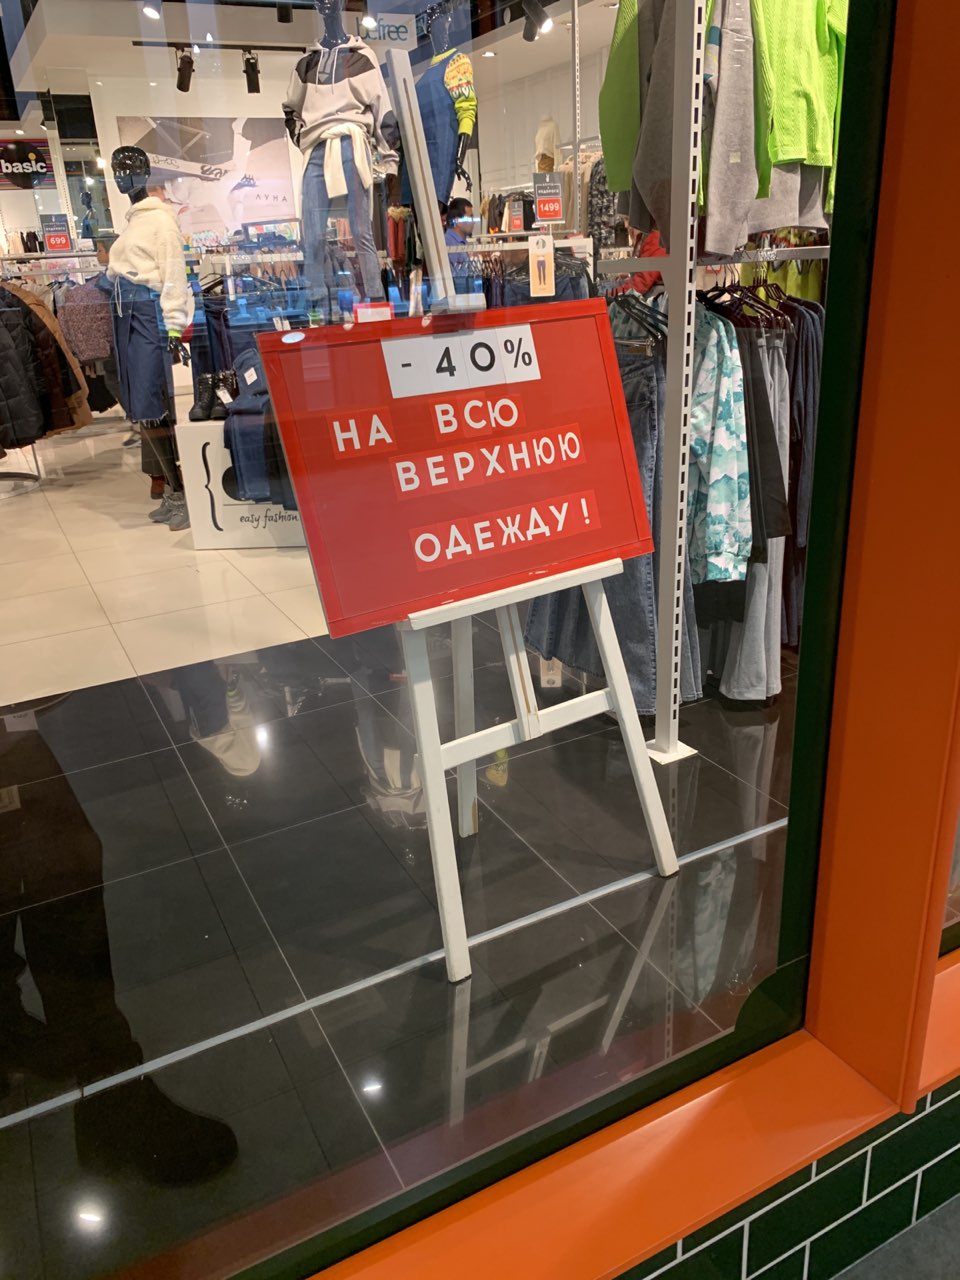 befree
basic
699
1499
-40%
НА ВСЮ
ВЕРХНЮЮ
ОДЕЖДУ!
easy fashion